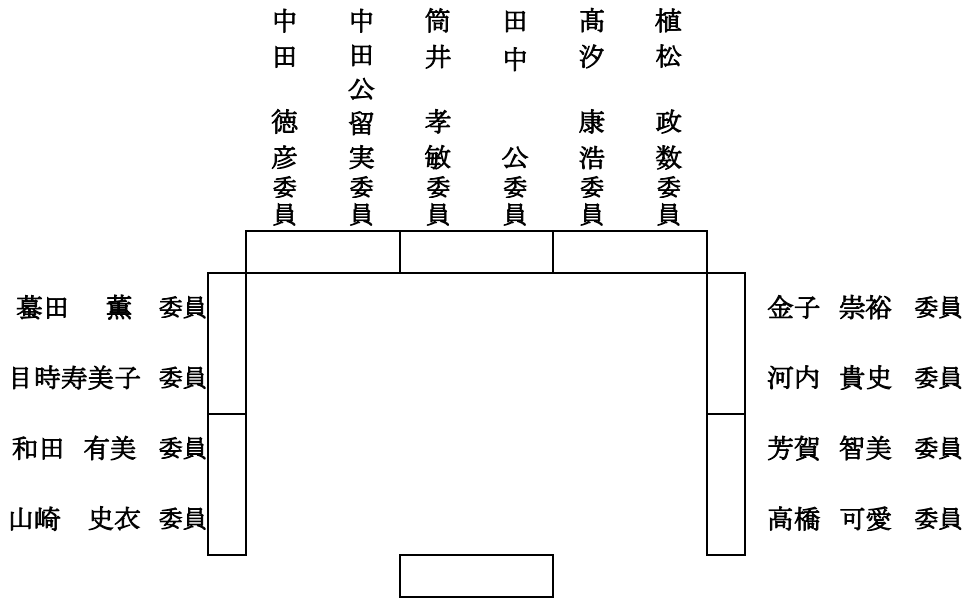 植松 政数委員
髙汐 康浩委員
田中 公委員
筒井 孝敏委員
中田公留実委員
中田 徳彦委員
蟇田 薫 委員
目時寿美子 委員
和田 有美 委員
山崎 史衣 委員
金子 崇裕 委員
河内 貴史 委員
芳賀 智美 委員
高橋 可愛 委員